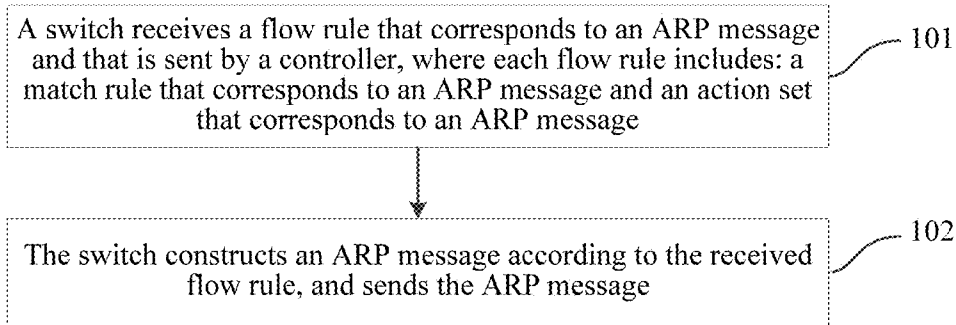 A switch receives a flow rule that corresponds to an ARP message
and that is sent by a controller, where each flow rule includes: a
match rule that corresponds to an ARP message and an action set
that corresponds to an ARP message
101
The switch constructs an ARP message according to the received
flow rule, and sends the ARP message
102